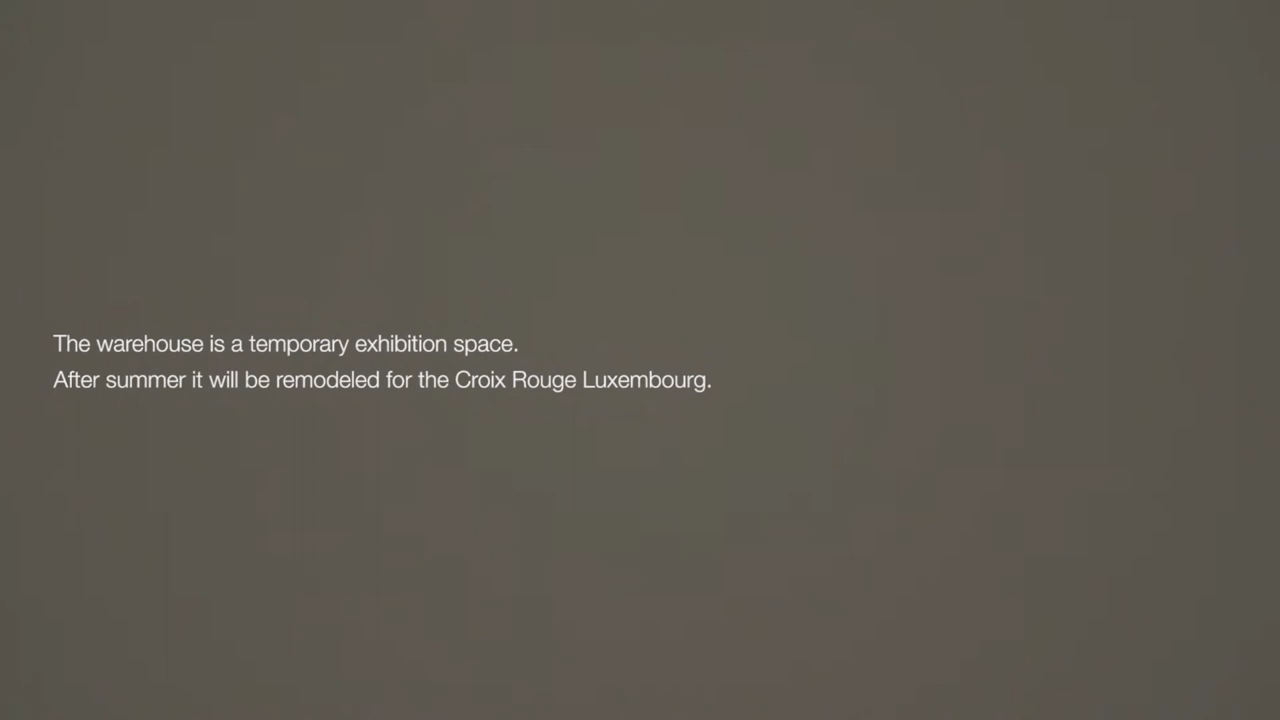 The warehouse is a temporary exhibition space.
After summer it will be remodeled for the Croix Rouge Luxembourg.